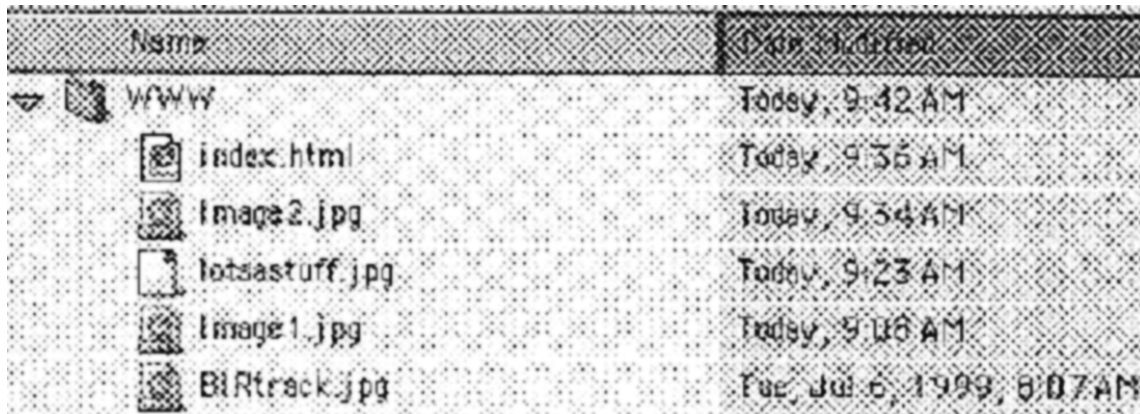 Name Date Modified
WWW Today, 9:42 AM
index.html Today, 9:36 AM
Image2.jpg Today, 9:34 AM
lotsastuff.jpg Today, 9:23 AM
Image1.jpg Today, 9:08 AM
BIRtrack.jpg Tue, Jul 6, 1999, 8:07 AM